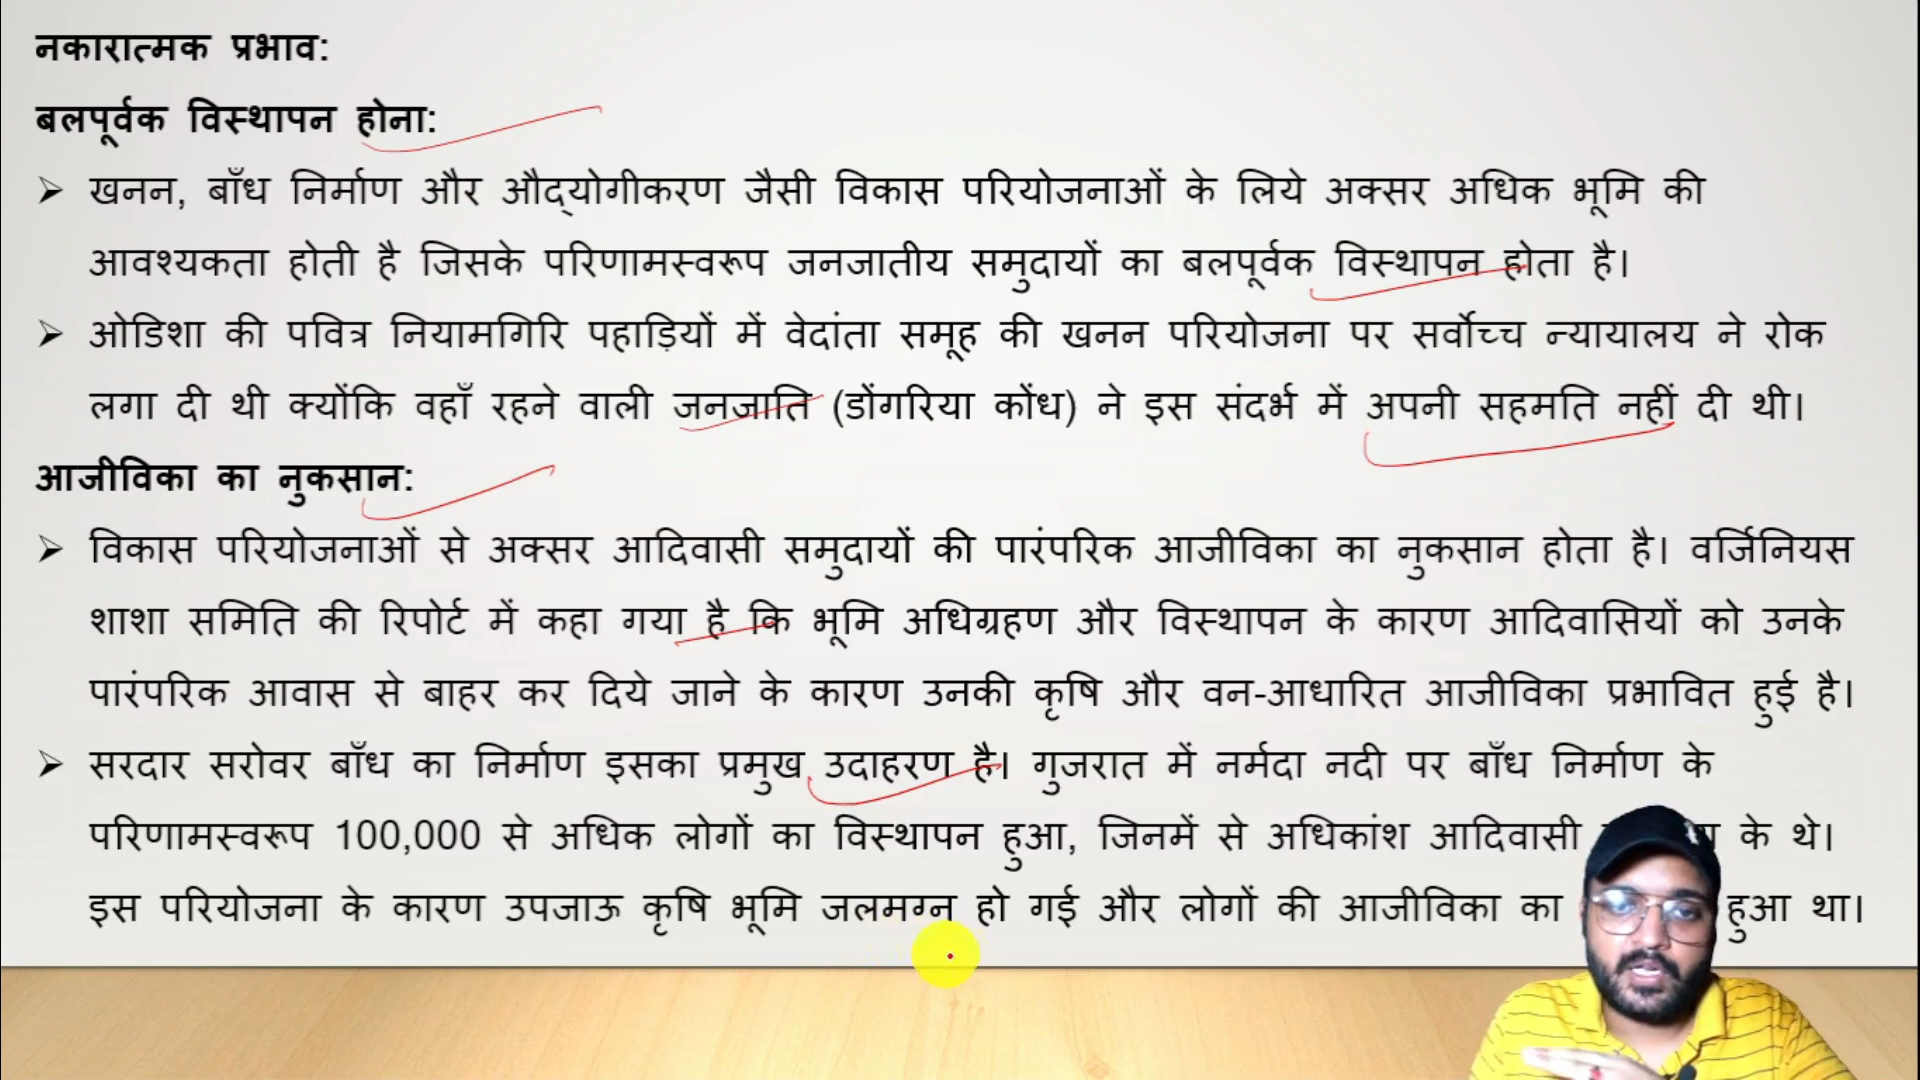 नकारात्मक प्रभाव:
बलपूर्वक विस्थापन होना:
➢ खनन, बाँध निर्माण और औद्योगीकरण जैसी विकास परियोजनाओं के लिये अक्सर अधिक भूमि की
आवश्यकता होती है जिसके परिणामस्वरूप जनजातीय समुदायों का बलपूर्वक विस्थापन होता है।
➢ ओडिशा की पवित्र नियामगिरि पहाड़ियों में वेदांता समूह की खनन परियोजना पर सर्वोच्च न्यायालय ने रोक
लगा दी थी क्योंकि वहाँ रहने वाली जनजाति (डोंगरिया कोंध) ने इस संदर्भ में अपनी सहमति नहीं दी थी।
आजीविका का नुकसान:
➢ विकास परियोजनाओं से अक्सर आदिवासी समुदायों की पारंपरिक आजीविका का नुकसान होता है। वर्जिनियस
शाशा समिति की रिपोर्ट में कहा गया है कि भूमि अधिग्रहण और विस्थापन के कारण आदिवासियों को उनके
पारंपरिक आवास से बाहर कर दिये जाने के कारण उनकी कृषि और वन-आधारित आजीविका प्रभावित हुई है।
➢ सरदार सरोवर बाँध का निर्माण इसका प्रमुख उदाहरण है। गुजरात में नर्मदा नदी पर बाँध निर्माण के
परिणामस्वरूप 100,000 से अधिक लोगों का विस्थापन हुआ, जिनमें से अधिकांश आदिवासी के थे।
इस परियोजना के कारण उपजाऊ कृषि भूमि जलमग्न हो गई और लोगों की आजीविका का हुआ था।